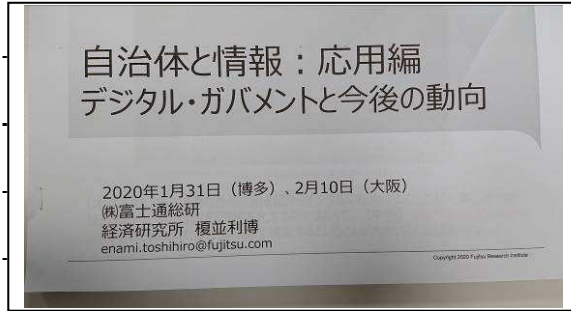 自治体と情報：応用編
デジタル・ガバメントと今後の動向
2020年1月31日（博多）、2月10日（大阪）
㈱富士通総研
経済研究所 榎並利博
enami.toshihiro@fujitsu.com
Copyright 2020 Fujitsu Research Institute